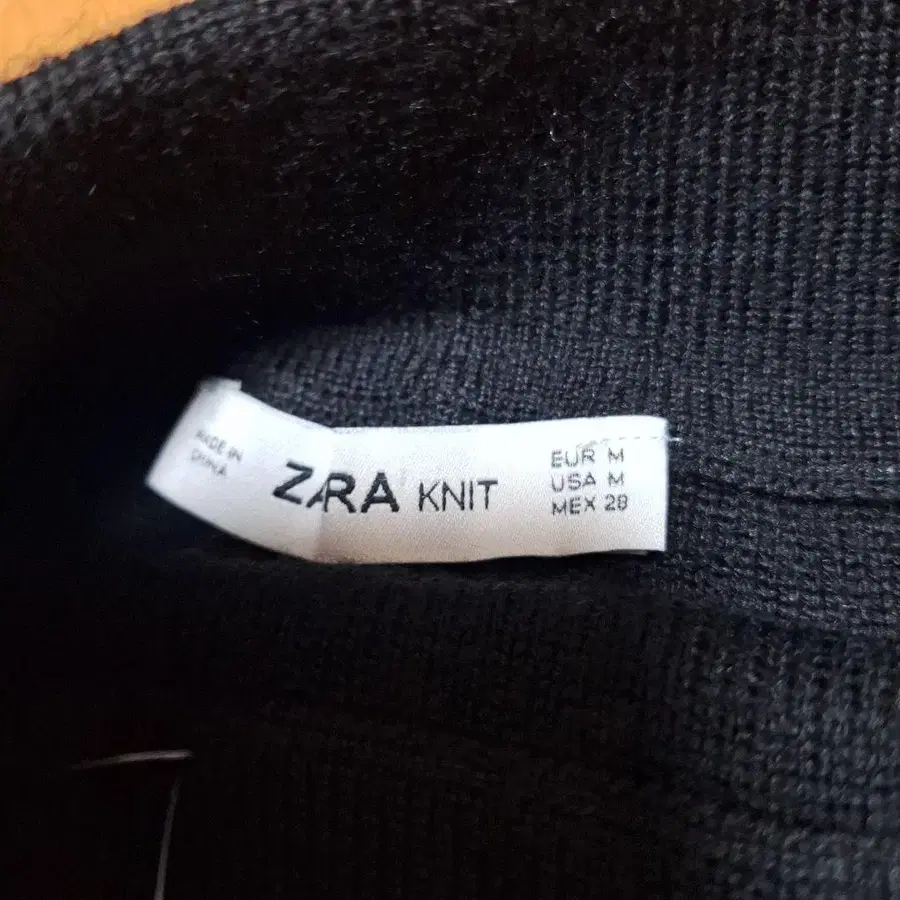 MADE IN
CHINA
ZARA KNIT
EUR M
USA M
MEX 28